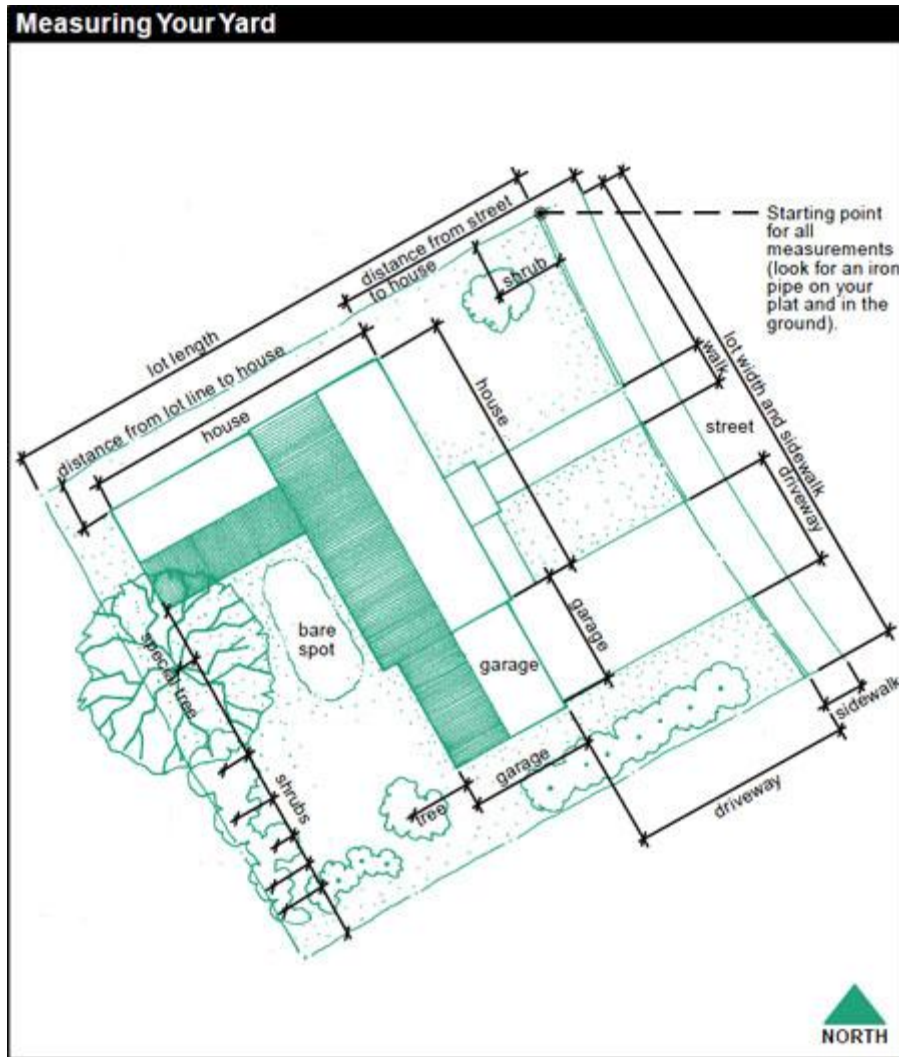 Measuring Your Yard
Starting point
for all
measurements
(look for an iron
pipe on your
plat and in the
ground).
distance from street
to house
shrub
lot length
distance from lot line to house
house
house
walk
lot width and sidewalk
street
driveway
garage
garage
bare
spot
special tree
sidewalk
garage
driveway
shrubs
tree
NORTH